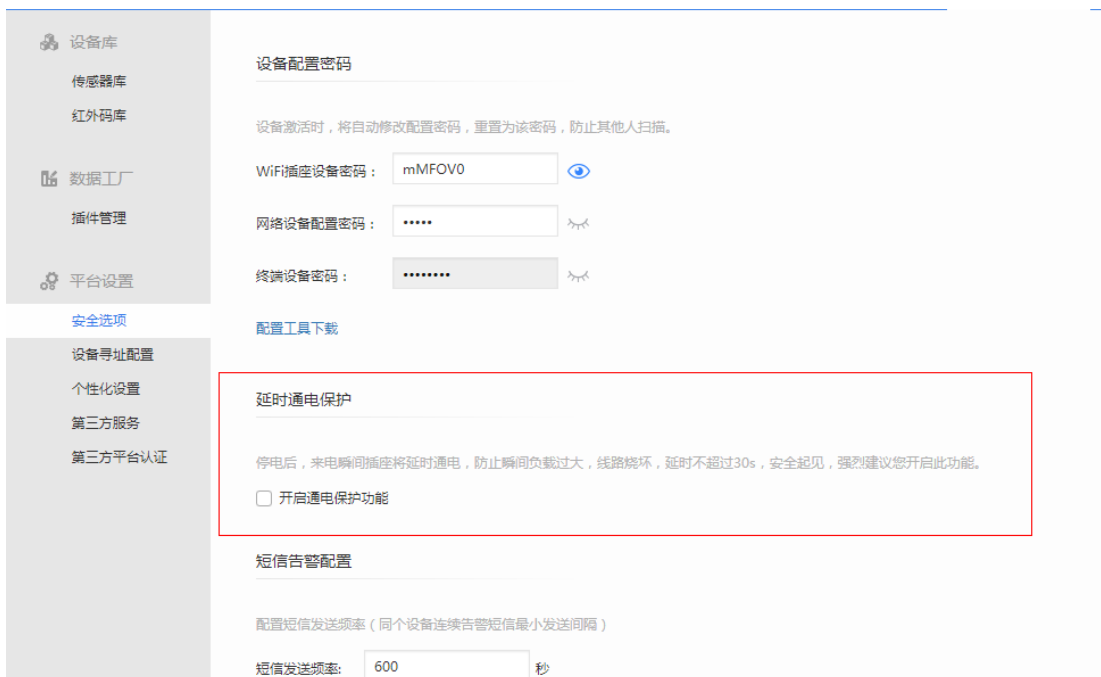 设备库
传感器库
红外码库
数据工厂
插件管理
平台设置
安全选项
设备寻址配置
个性化设置
第三方服务
第三方平台认证
设备配置密码
设备激活时，将自动修改配置密码，重置为该密码，防止其他人扫描。
WiFi插座设备密码： mMFOV0
网络设备配置密码： •••••
终端设备密码： ••••••••
配置工具下载
延时通电保护
停电后，来电瞬间插座将延时通电，防止瞬间负载过大，线路烧坏，延时不超过30s，安全起见，强烈建议您开启此功能。
开启通电保护功能
短信告警配置
配置短信发送频率（同个设备连续告警短信最小发送间隔）
短信发送频率: 600 秒